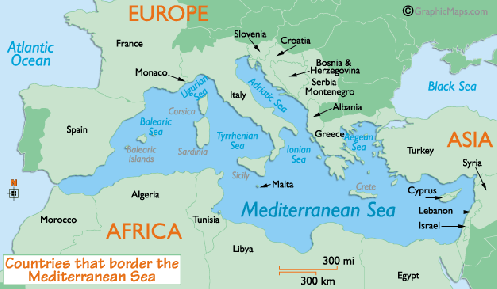 © GraphicMaps.com
EUROPE
Atlantic
Ocean
France
Slovenia
Croatia
Monaco
Bosnia &
Herzegovina
Serbia
Montenegro
Black Sea
Ligurian
Sea
Adriatic
Sea
Italy
Corsica
Albania
Spain
Balearic
Sea
Balearic
Islands
Sardinia
Tyrrhenian
Sea
Ionian
Sea
Greece
Aegean
Sea
Turkey
ASIA
Syria
Sicily
Malta
Crete
Cyprus
Lebanon
Israel
Mediterranean Sea
Morocco
Algeria
Tunisia
AFRICA
Libya
Egypt
Countries that border the
Mediterranean Sea
300 mi
300 km